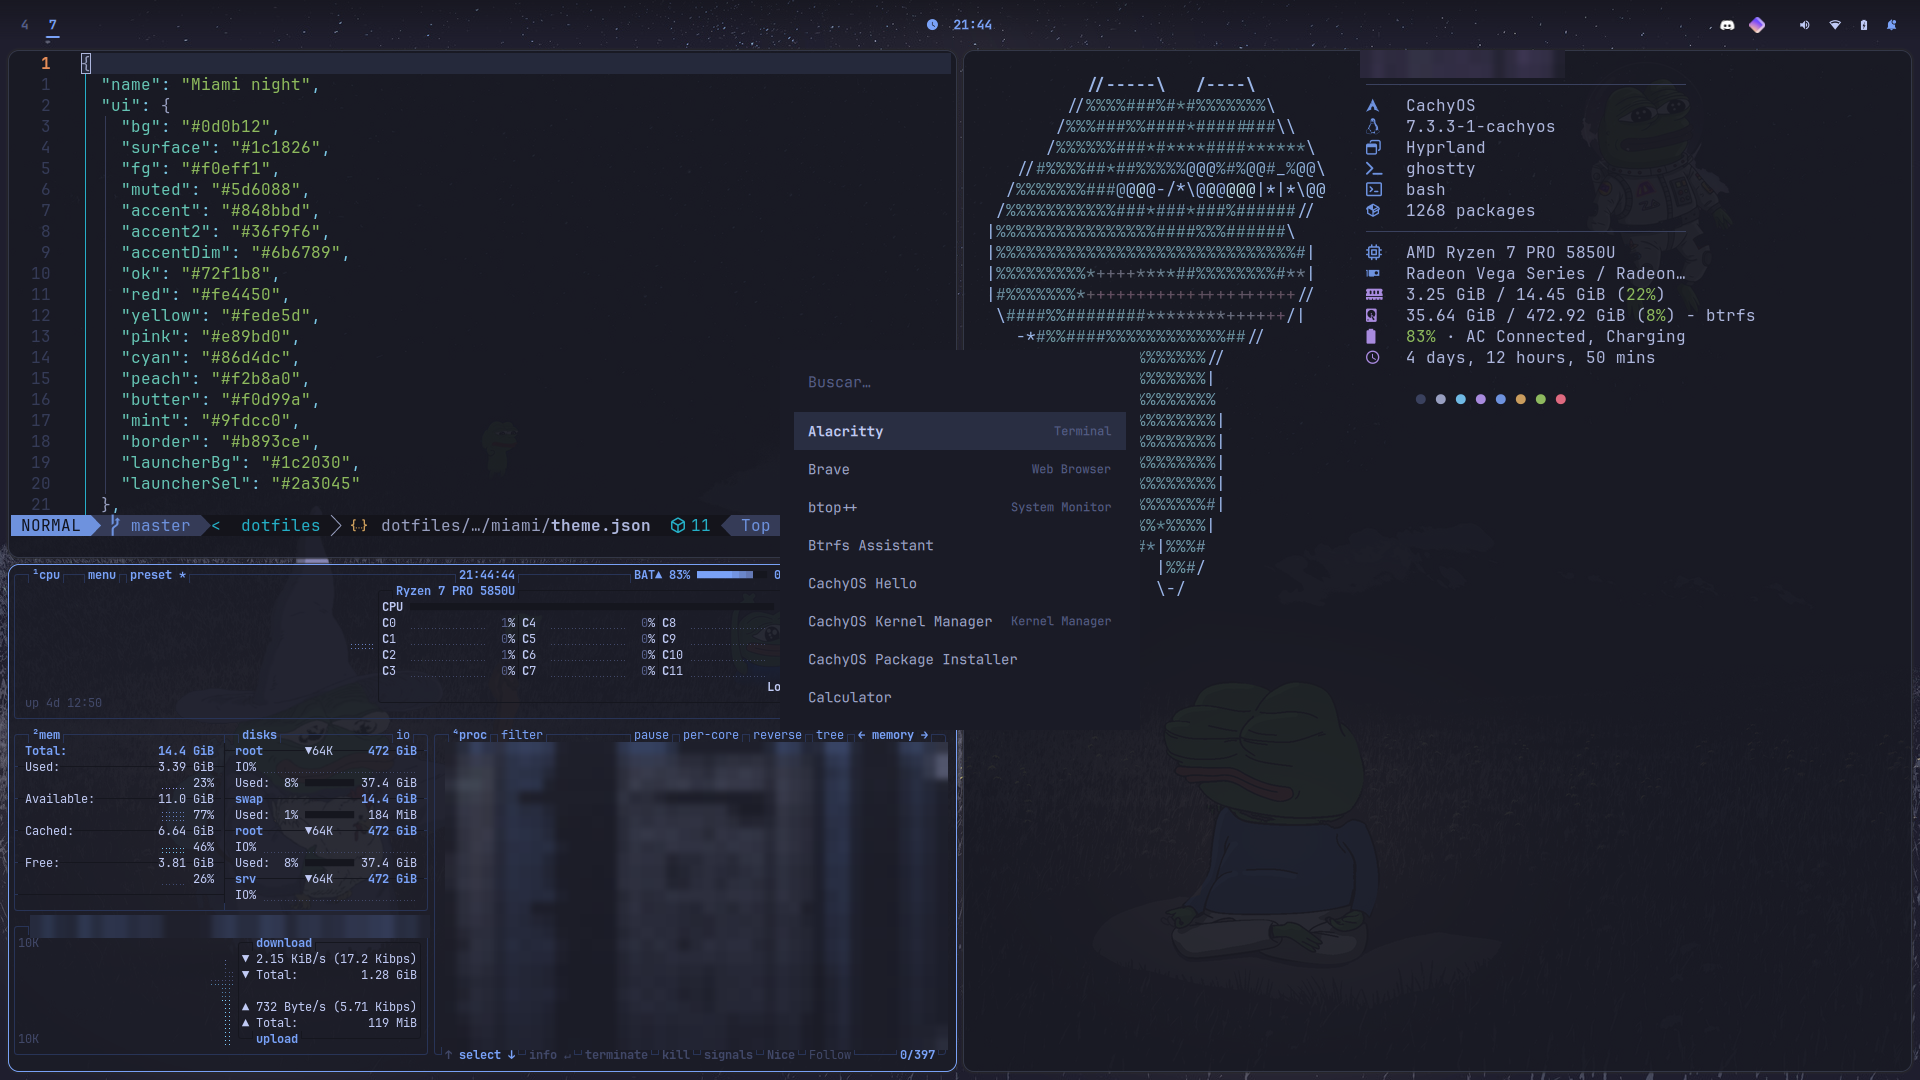 4 7
21:44
1 {
1 "name": "Miami night",
2 "ui": {
3 "bg": "#0d0b12",
4 "surface": "#1c1826",
5 "fg": "#f0eff1",
6 "muted": "#5d6088",
7 "accent": "#848bbd",
8 "accent2": "#36f9f6",
9 "accentDim": "#6b6789",
10 "ok": "#72f1b8",
11 "red": "#fe4450",
12 "yellow": "#fede5d",
13 "pink": "#e89bd0",
14 "cyan": "#86d4dc",
15 "peach": "#f2b8a0",
16 "butter": "#f0d99a",
17 "mint": "#9fdcc0",
18 "border": "#b893ce",
19 "launcherBg": "#1c2030",
20 "launcherSel": "#2a3045"
21 },
NORMAL master < dotfiles {..} dotfiles/…/miami/theme.json 11 Top
CachyOS
7.3.3-1-cachyos
Hyprland
ghostty
bash
1268 packages
AMD Ryzen 7 PRO 5850U
Radeon Vega Series / Radeon…
3.25 GiB / 14.45 GiB (22%)
35.64 GiB / 472.92 GiB (8%) - btrfs
83% · AC Connected, Charging
4 days, 12 hours, 50 mins
Buscar…
Alacritty Terminal
Brave Web Browser
btop++ System Monitor
Btrfs Assistant
CachyOS Hello
CachyOS Kernel Manager Kernel Manager
CachyOS Package Installer
Calculator
¹cpu menu preset * 21:44:44 BAT▲ 83% 0
Ryzen 7 PRO 5850U
CPU
C0 1% C4 0% C8
C1 0% C5 0% C9
C2 1% C6 0% C10
C3 0% C7 0% C11
Lo
up 4d 12:50
²mem disks io
Total: 14.4 GiB root ▼64K 472 GiB
Used: 3.39 GiB IO%
23% Used: 8% 37.4 GiB
Available: 11.0 GiB swap 14.4 GiB
77% Used: 1% 184 MiB
Cached: 6.64 GiB root ▼64K 472 GiB
46% IO%
Free: 3.81 GiB Used: 8% 37.4 GiB
26% srv ▼64K 472 GiB
IO%
⁴proc filter pause per-core reverse tree ← memory →
10K
download
▼ 2.15 KiB/s (17.2 Kibps)
▼ Total: 1.28 GiB
▲ 732 Byte/s (5.71 Kibps)
▲ Total: 119 MiB
10K upload
↑ select ↓ info ↵ terminate kill signals Nice Follow 0/397